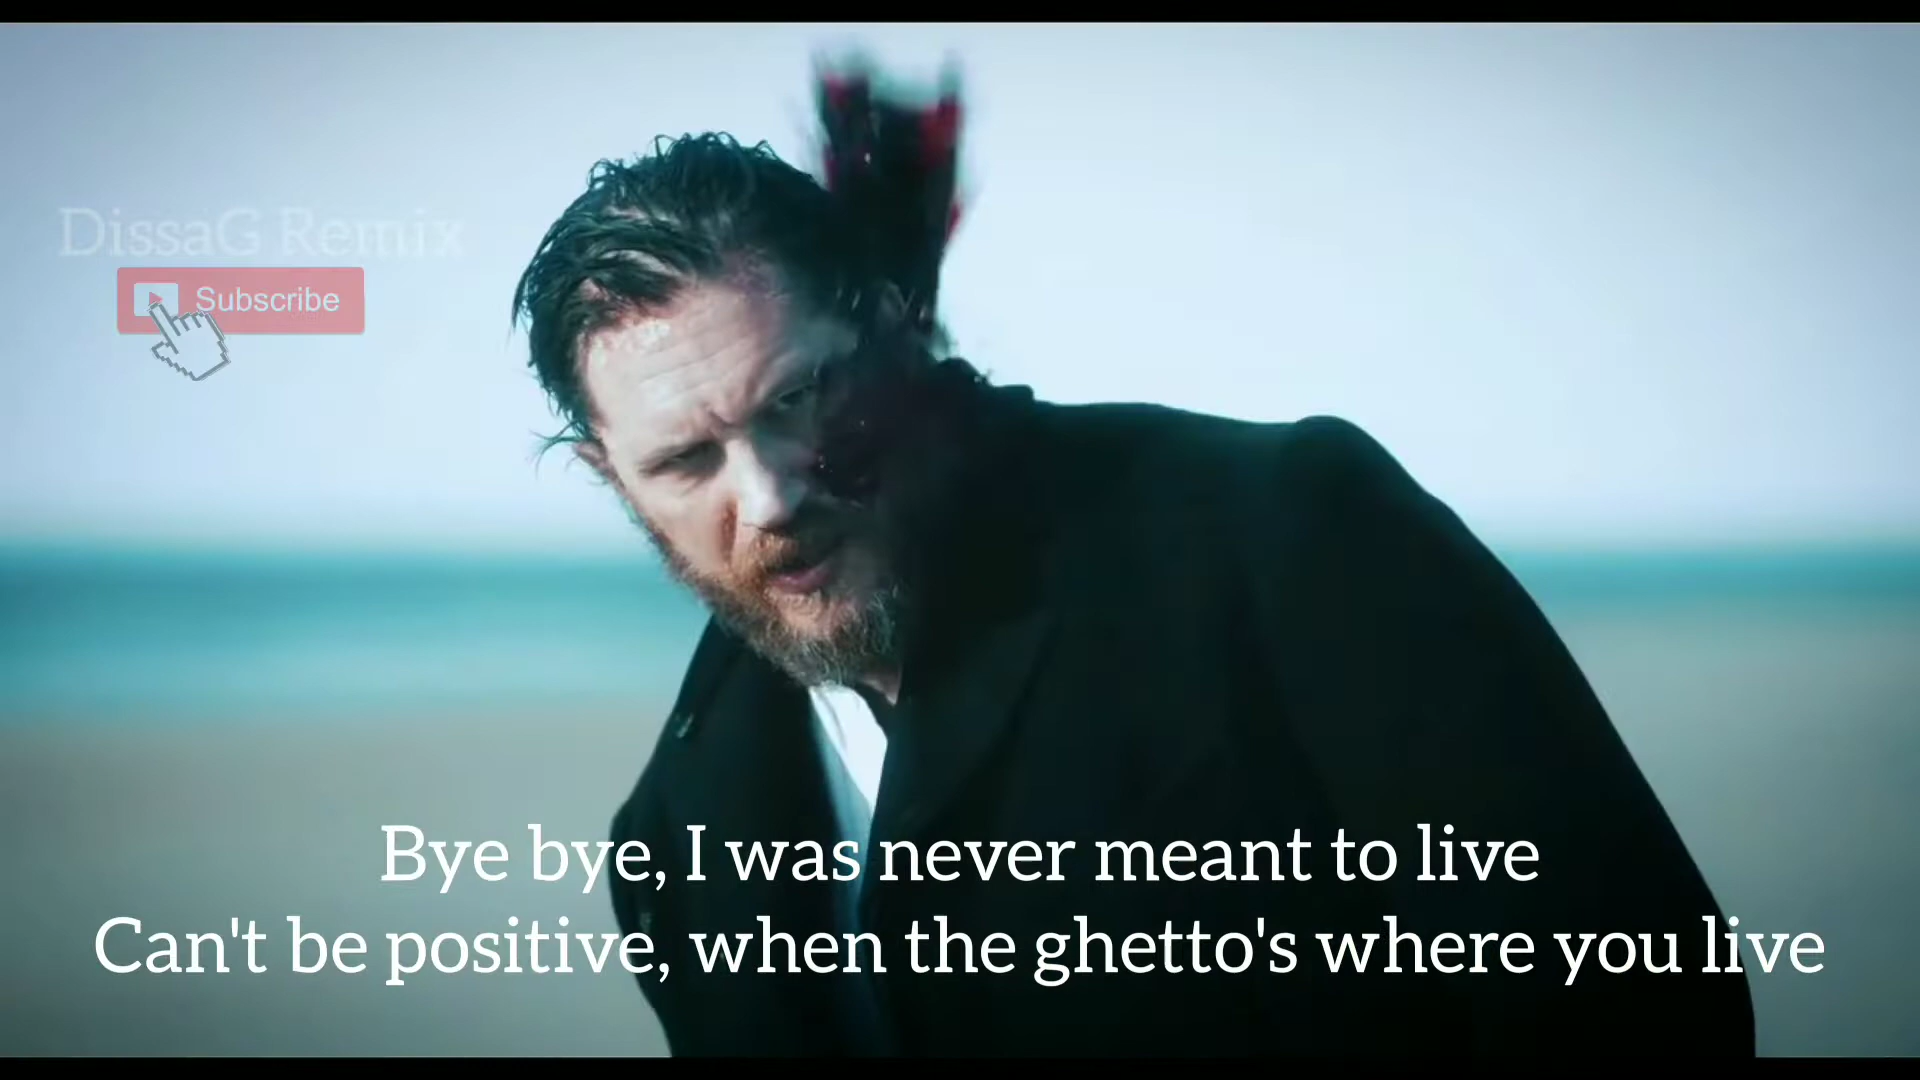 DissaG Remix
Subscribe
Bye bye, I was never meant to live
Can't be positive, when the ghetto's where you live